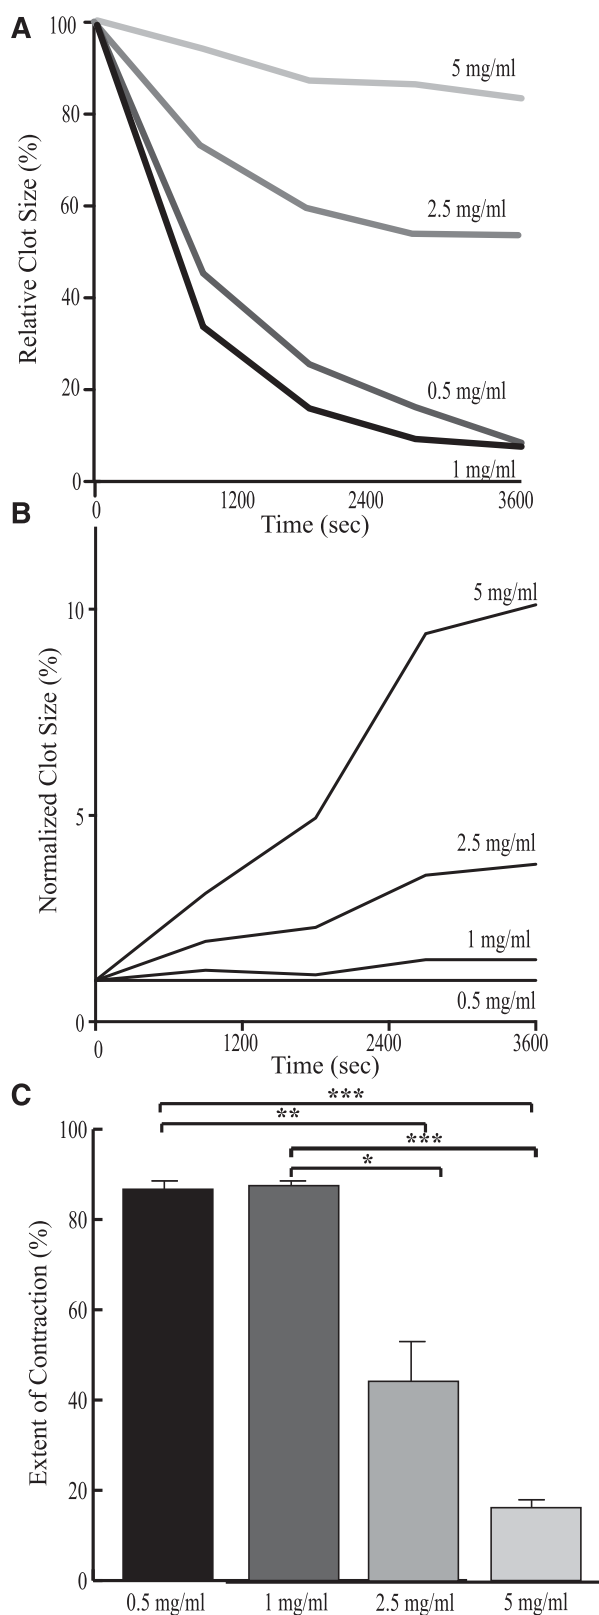 A
100
80
60
40
20
0
Relative Clot Size (%)
5 mg/ml
2.5 mg/ml
0.5 mg/ml
1 mg/ml
0 1200 2400 3600
Time (sec)
B
10
5
0
Normalized Clot Size (%)
5 mg/ml
2.5 mg/ml
1 mg/ml
0.5 mg/ml
0 1200 2400 3600
Time (sec)
C
***
**
***
*
100
80
60
40
20
0
Extent of Contraction (%)
0.5 mg/ml 1 mg/ml 2.5 mg/ml 5 mg/ml